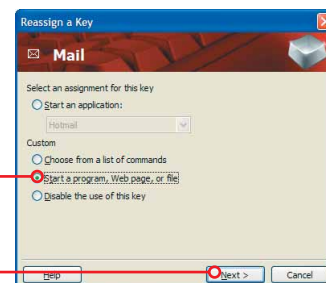 Reassign a Key
Mail
Select an assignment for this key
Start an application:
Hotmail
Custom
Choose from a list of commands
Start a program, Web page, or file
Disable the use of this key
Help
Next >
Cancel